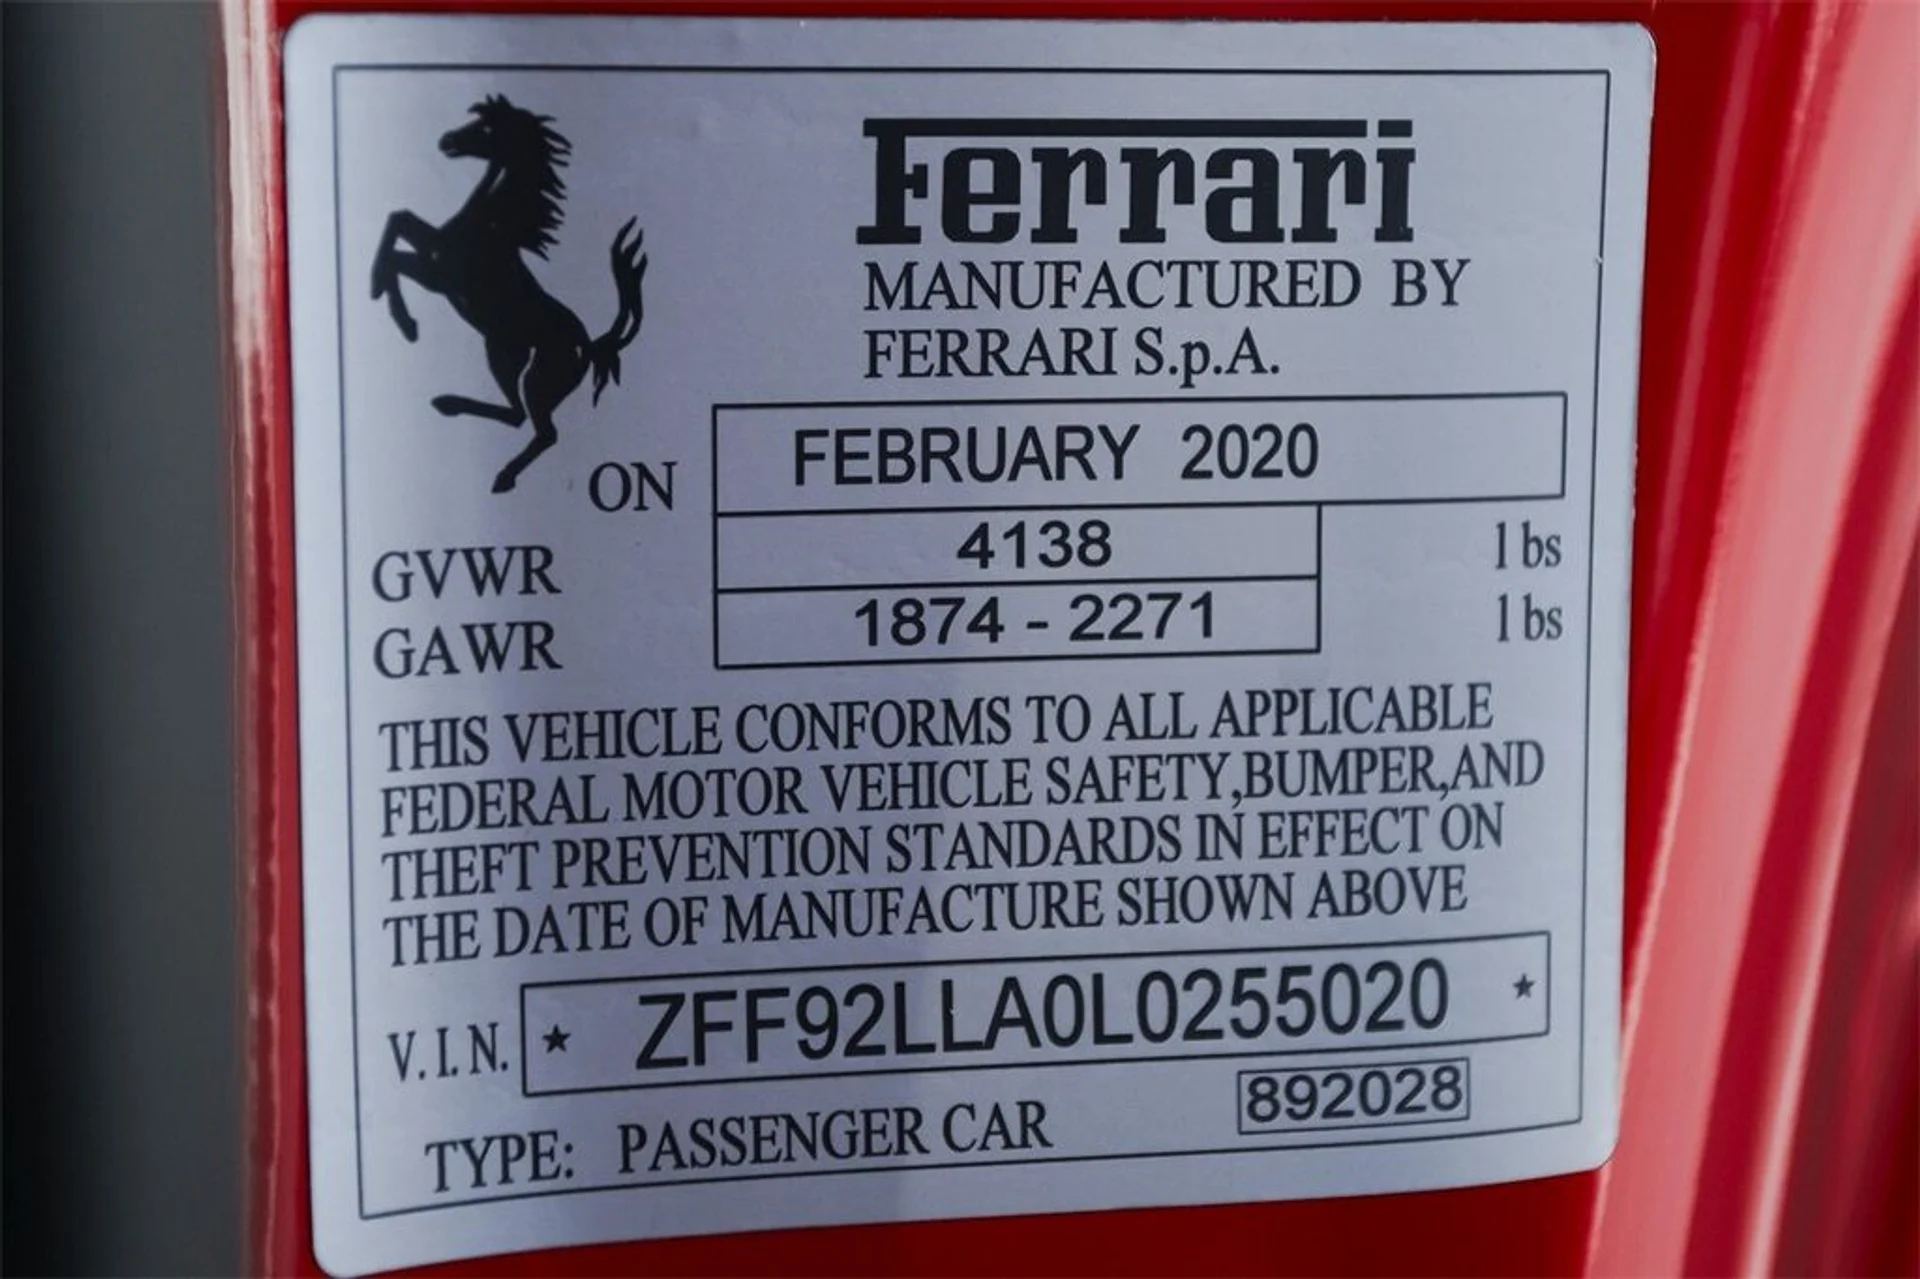 Ferrari
MANUFACTURED BY
FERRARI S.p.A.
ON FEBRUARY 2020
GVWR 4138 lbs
GAWR 1874 - 2271 lbs
THIS VEHICLE CONFORMS TO ALL APPLICABLE
FEDERAL MOTOR VEHICLE SAFETY,BUMPER,AND
THEFT PREVENTION STANDARDS IN EFFECT ON
THE DATE OF MANUFACTURE SHOWN ABOVE
V.I.N. ★ ZFF92LLA0L0255020 ★
TYPE: PASSENGER CAR 892028